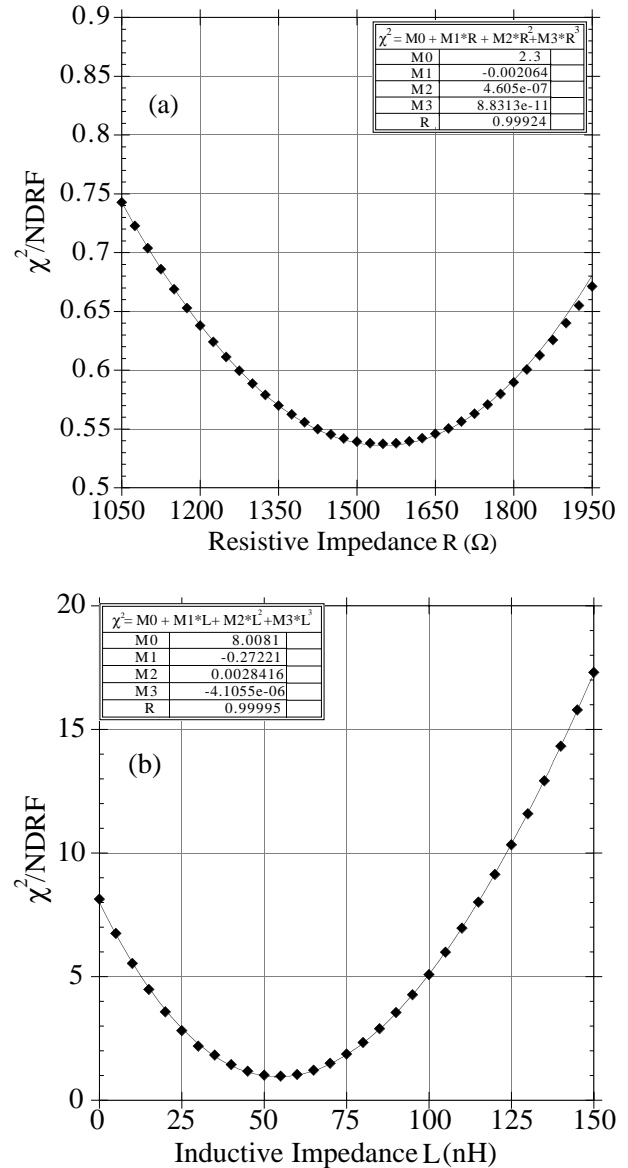 χ² = M0 + M1*R + M2*R²+M3*R³
M0 2.3
M1 -0.002064
M2 4.605e-07
M3 8.8313e-11
R 0.99924
(a)
χ²/NDRF
0.9
0.85
0.8
0.75
0.7
0.65
0.6
0.55
0.5
1050 1200 1350 1500 1650 1800 1950
Resistive Impedance R (Ω)
χ²= M0 + M1*L+ M2*L²+M3*L³
M0 8.0081
M1 -0.27221
M2 0.0028416
M3 -4.1055e-06
R 0.99995
(b)
χ²/NDRF
20
15
10
5
0
0 25 50 75 100 125 150
Inductive Impedance L (nH)